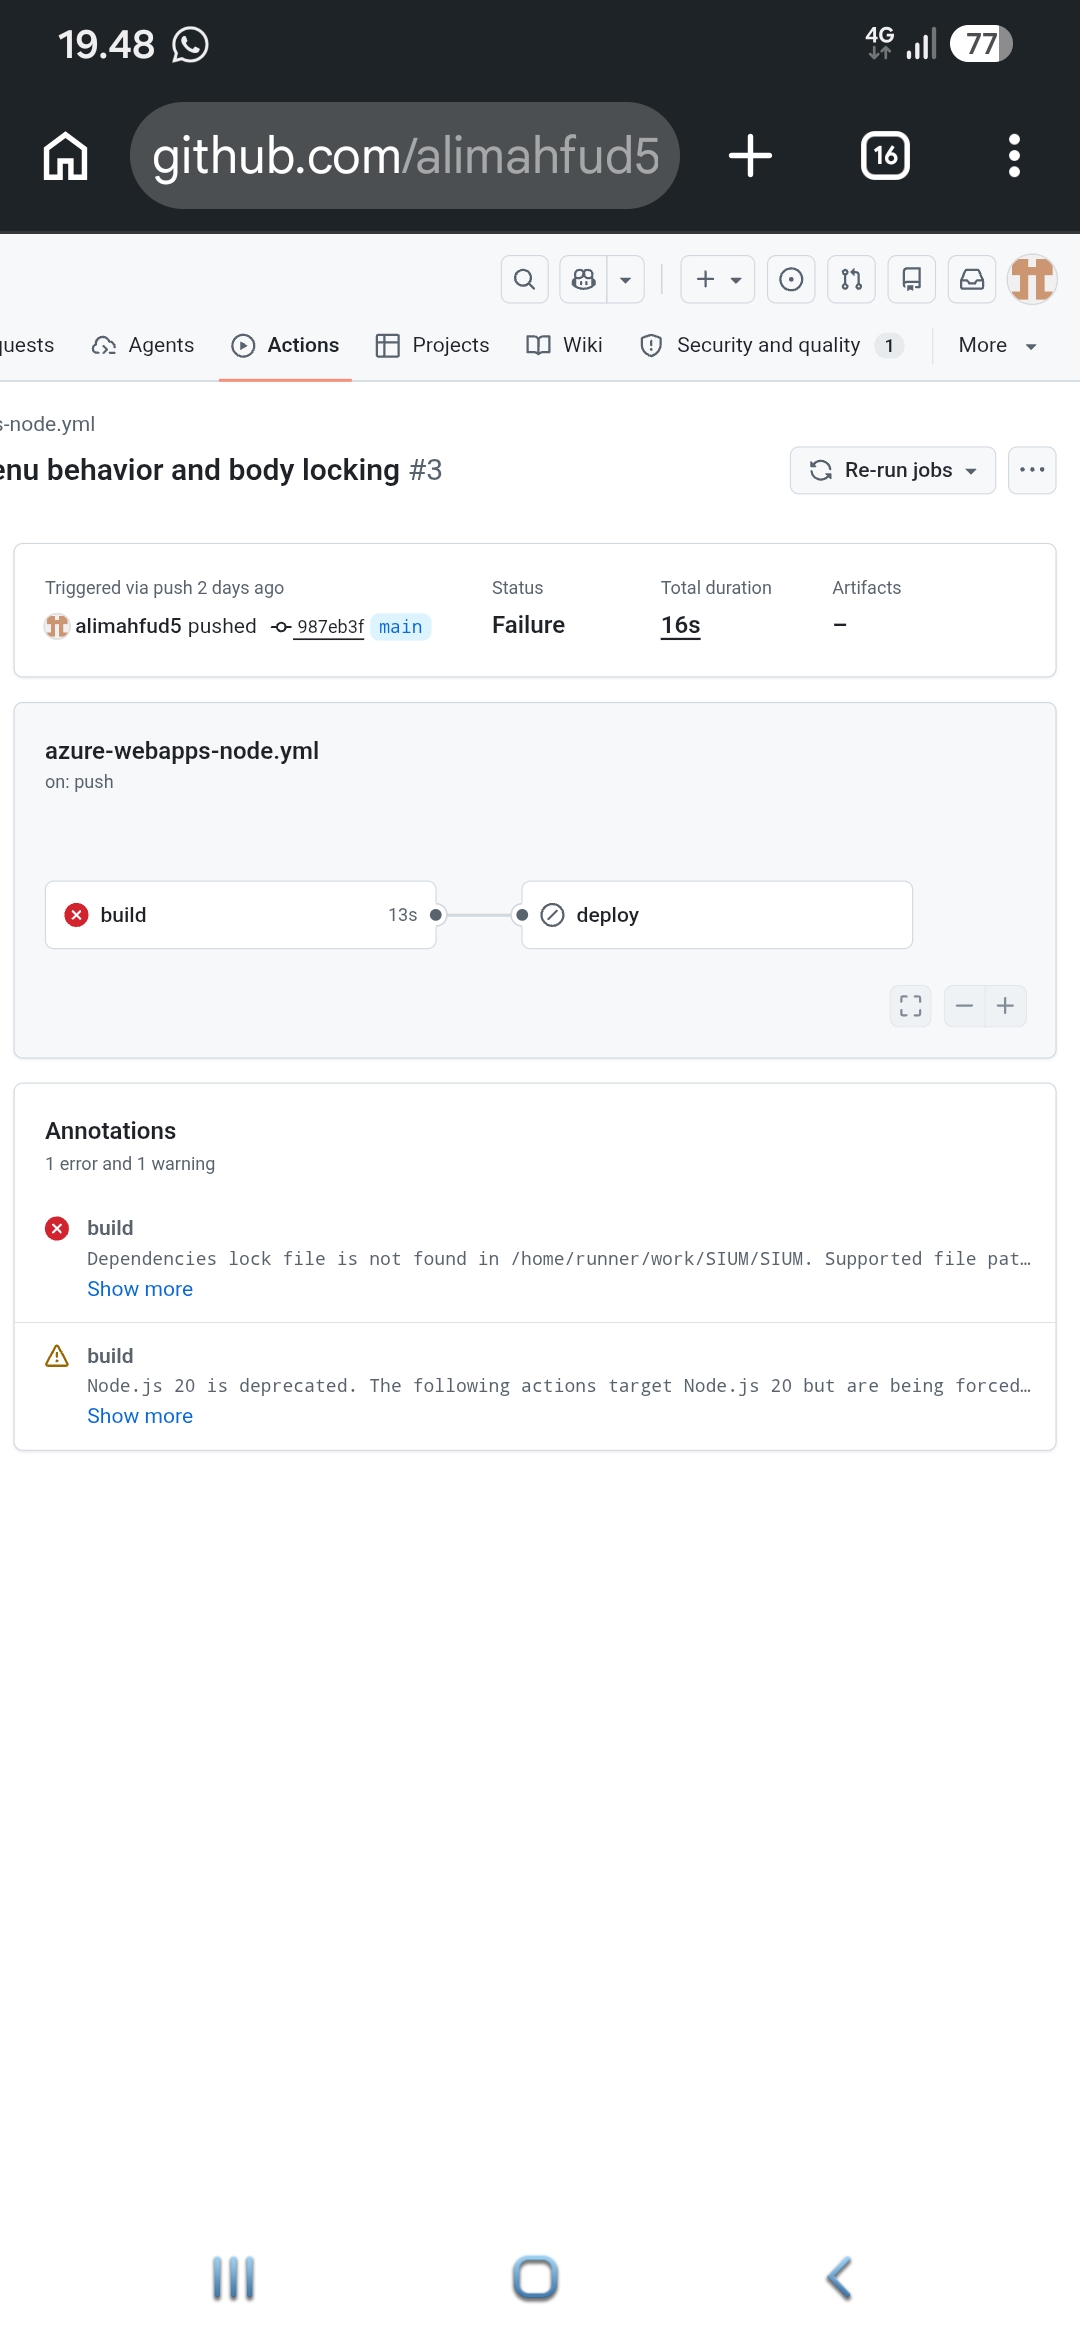 19.48
4G
77
github.com/alimahfud5
16
uests
Agents
Actions
Projects
Wiki
Security and quality 1
More
s-node.yml
enu behavior and body locking #3
Re-run jobs
Triggered via push 2 days ago
alimahfud5 pushed 987eb3f main
Status
Failure
Total duration
16s
Artifacts
–
azure-webapps-node.yml
on: push
build 13s
deploy
Annotations
1 error and 1 warning
build
Dependencies lock file is not found in /home/runner/work/SIUM/SIUM. Supported file pat…
Show more
build
Node.js 20 is deprecated. The following actions target Node.js 20 but are being forced…
Show more